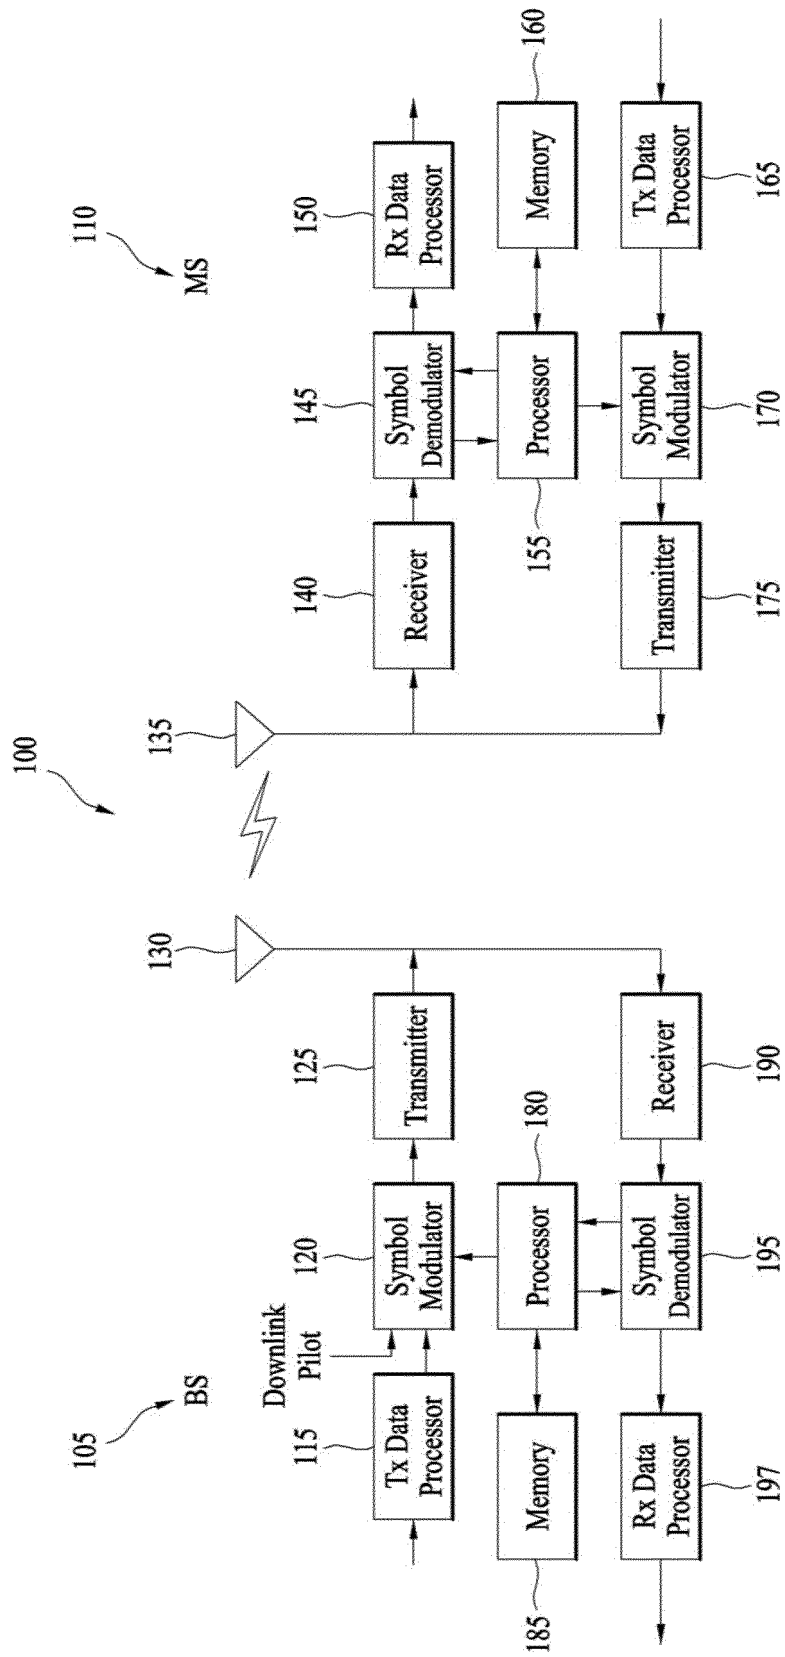 100
105
BS
110
MS
130
135
Downlink
Pilot
115
Tx Data
Processor
120
Symbol
Modulator
125
Transmitter
140
Receiver
145
Symbol
Demodulator
150
Rx Data
Processor
185
Memory
180
Processor
155
Processor
160
Memory
197
Rx Data
Processor
195
Symbol
Demodulator
190
Receiver
175
Transmitter
170
Symbol
Modulator
165
Tx Data
Processor